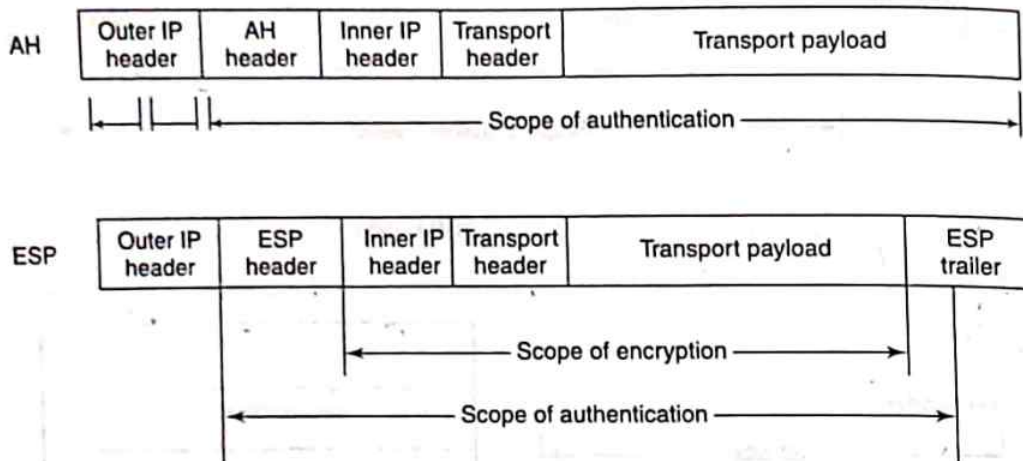 AH
Outer IP
header
AH
header
Inner IP
header
Transport
header
Transport payload
Scope of authentication
ESP
Outer IP
header
ESP
header
Inner IP
header
Transport
header
Transport payload
ESP
trailer
Scope of encryption
Scope of authentication